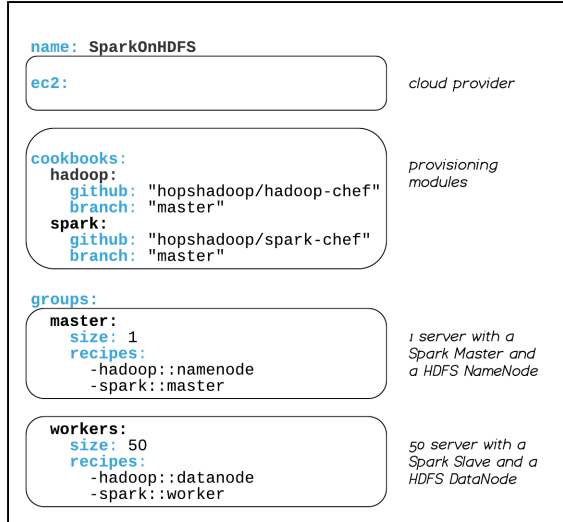 name: SparkOnHDFS
ec2:
cloud provider
cookbooks:
hadoop:
github: "hopshadoop/hadoop-chef"
branch: "master"
spark:
github: "hopshadoop/spark-chef"
branch: "master"
provisioning
modules
groups:
master:
size: 1
recipes:
-hadoop::namenode
-spark::master
1 server with a
Spark Master and
a HDFS NameNode
workers:
size: 50
recipes:
-hadoop::datanode
-spark::worker
50 server with a
Spark Slave and a
HDFS DataNode